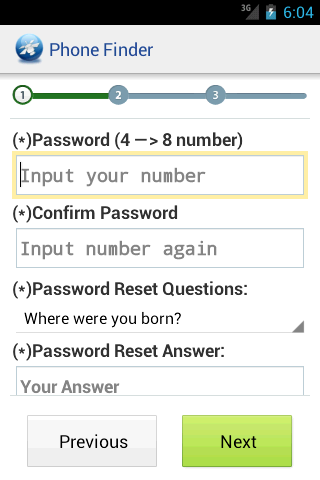 3G 6:04
Phone Finder
1 2 3
(*)Password (4 —> 8 number)
Input your number
(*)Confirm Password
Input number again
(*)Password Reset Questions:
Where were you born?
(*)Password Reset Answer:
Your Answer
Previous Next